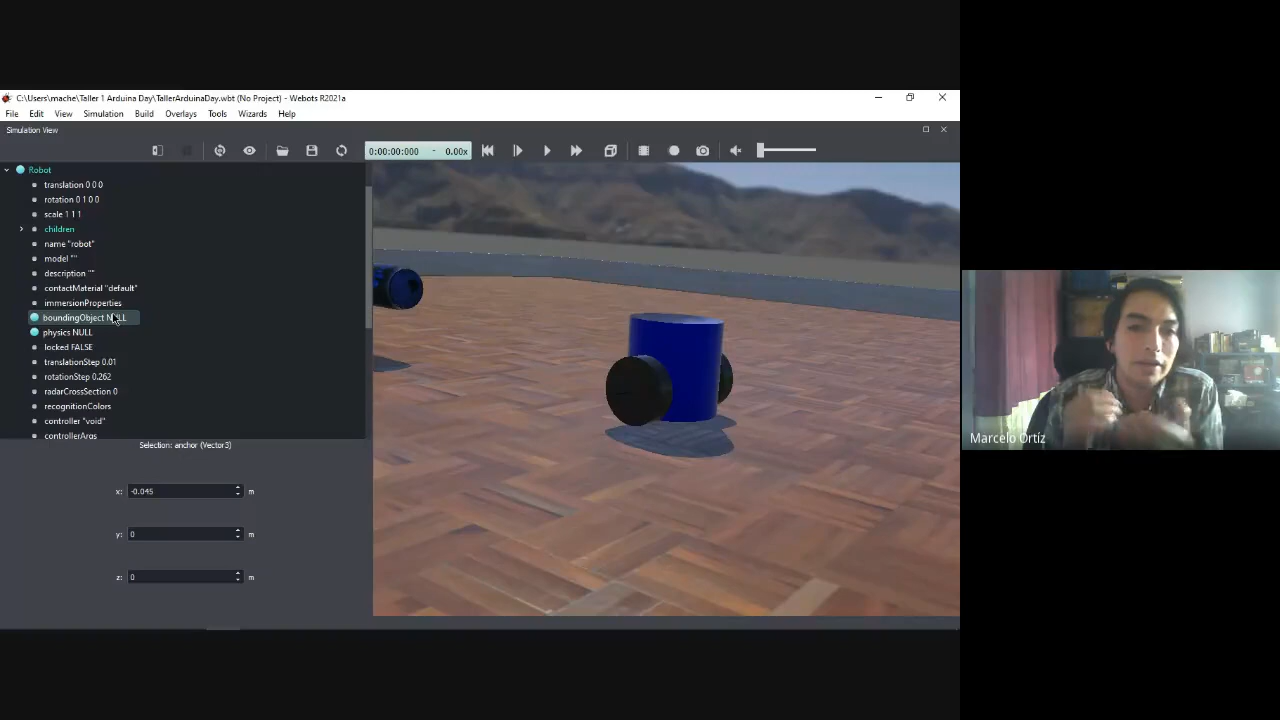 C:\Users\mache\Taller 1 Arduina Day\TallerArduinaDay.wbt (No Project) - Webots R2021a
File Edit View Simulation Build Overlays Tools Wizards Help
Simulation View
0:00:00:000 - 0.00x
Robot
translation 0 0 0
rotation 0 1 0 0
scale 1 1 1
children
name "robot"
model ""
description ""
contactMaterial "default"
immersionProperties
boundingObject NULL
physics NULL
locked FALSE
translationStep 0.01
rotationStep 0.262
radarCrossSection 0
recognitionColors
controller "void"
controllerArgs
Selection: anchor (Vector3)
x: -0.045 m
y: 0 m
z: 0 m
Marcelo Ortíz